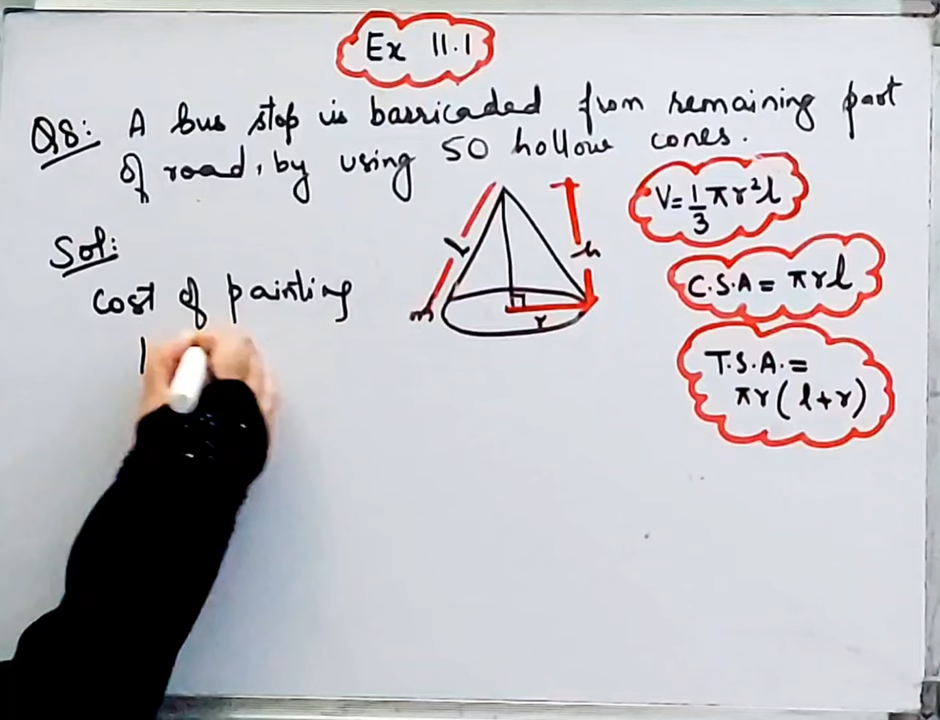 Ex 11.1
Q8: A bus stop is barricaded from remaining part
of road, by using 50 hollow cones.
Sol:
Cost of painting
1
l
h
r
V = 1/3 πr²l
C.S.A = πrl
T.S.A. =
πr(l+r)